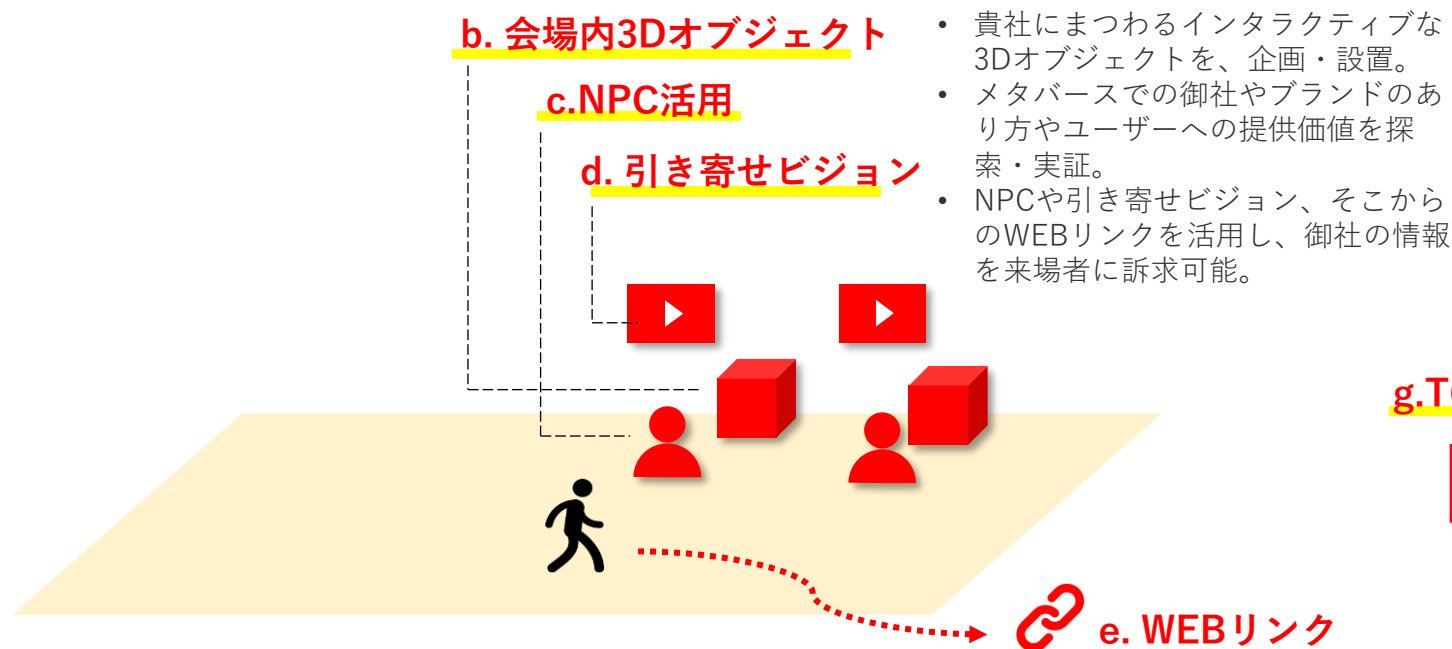 b. 会場内3Dオブジェクト
c.NPC活用
d. 引き寄せビジョン
• 貴社にまつわるインタラクティブな
3Dオブジェクトを、企画・設置。
• メタバースでの御社やブランドのあ
り方やユーザーへの提供価値を探
索・実証。
• NPCや引き寄せビジョン、そこから
のWEBリンクを活用し、御社の情報
を来場者に訴求可能。
e. WEBリンク